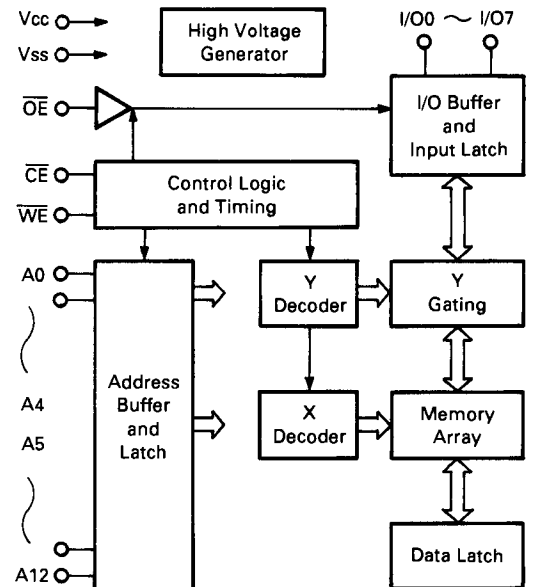 Vcc
Vss
High Voltage
Generator
I/O0 ～ I/O7
OE
I/O Buffer
and
Input Latch
CE
WE
Control Logic
and Timing
A0
A4
A5
A12
Address
Buffer
and
Latch
Y
Decoder
Y
Gating
X
Decoder
Memory
Array
Data Latch